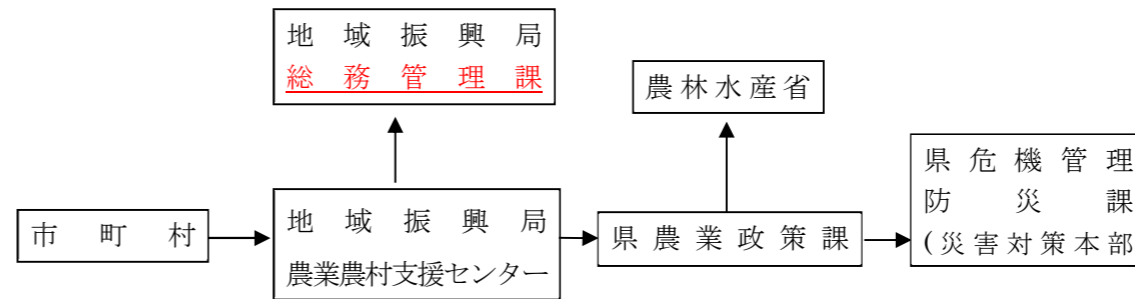 地域振興局
総務管理課
農林水産省
県危機管理
防災課
(災害対策本部
市町村
地域振興局
農業農村支援センター
県農業政策課